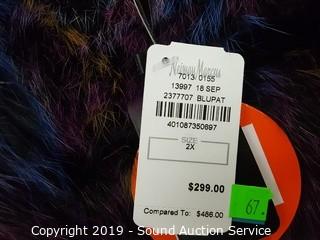 Neiman Marcus
7013/0155
13997 18 SEP
2377707 BLUPAT
401087350697
SIZE
2X
$299.00
67
Compared To: $486.00
Copyright 2019 - Sound Auction Service